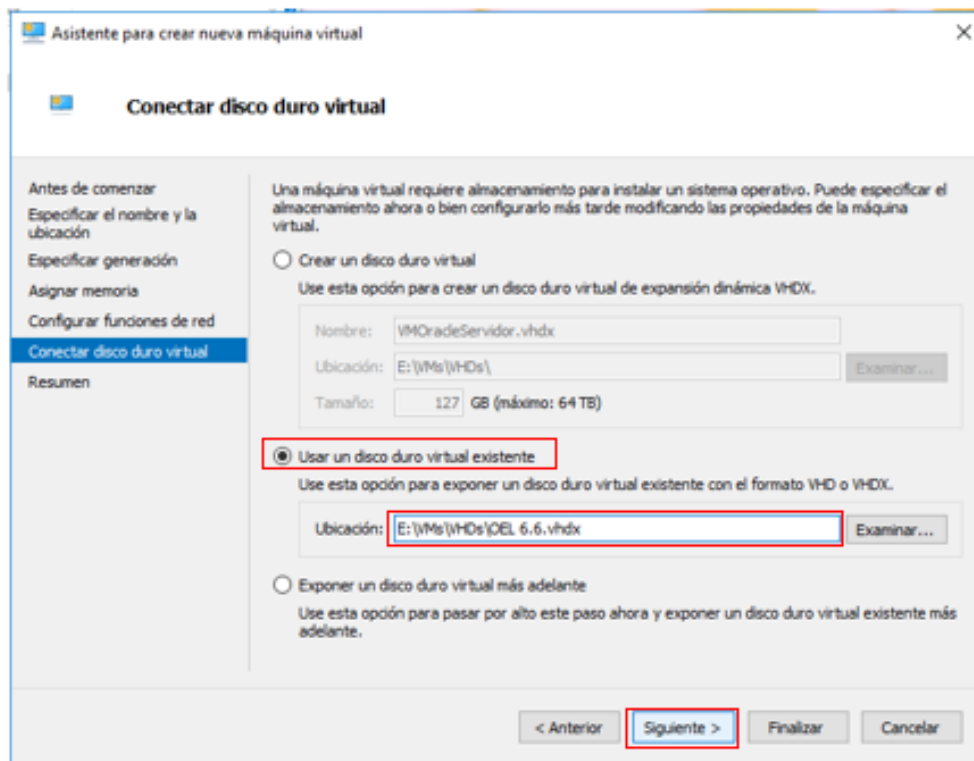 Asistente para crear nueva máquina virtual
Conectar disco duro virtual
Antes de comenzar
Especificar el nombre y la
ubicación
Especificar generación
Asignar memoria
Configurar funciones de red
Conectar disco duro virtual
Resumen
Una máquina virtual requiere almacenamiento para instalar un sistema operativo. Puede especificar el
almacenamiento ahora o bien configurarlo más tarde modificando las propiedades de la máquina
virtual.
Crear un disco duro virtual
Use esta opción para crear un disco duro virtual de expansión dinámica VHDX.
Nombre: VMOracleServidor.vhdx
Ubicación: E:\VMs\VHDs\ Examinar...
Tamaño: 127 GB (máximo: 64 TB)
Usar un disco duro virtual existente
Use esta opción para exponer un disco duro virtual existente con el formato VHD o VHDX.
Ubicación: E:\VMs\VHDs\OEL 6.6.vhdx Examinar...
Exponer un disco duro virtual más adelante
Use esta opción para pasar por alto este paso ahora y exponer un disco duro virtual existente más
adelante.
< Anterior Siguiente > Finalizar Cancelar